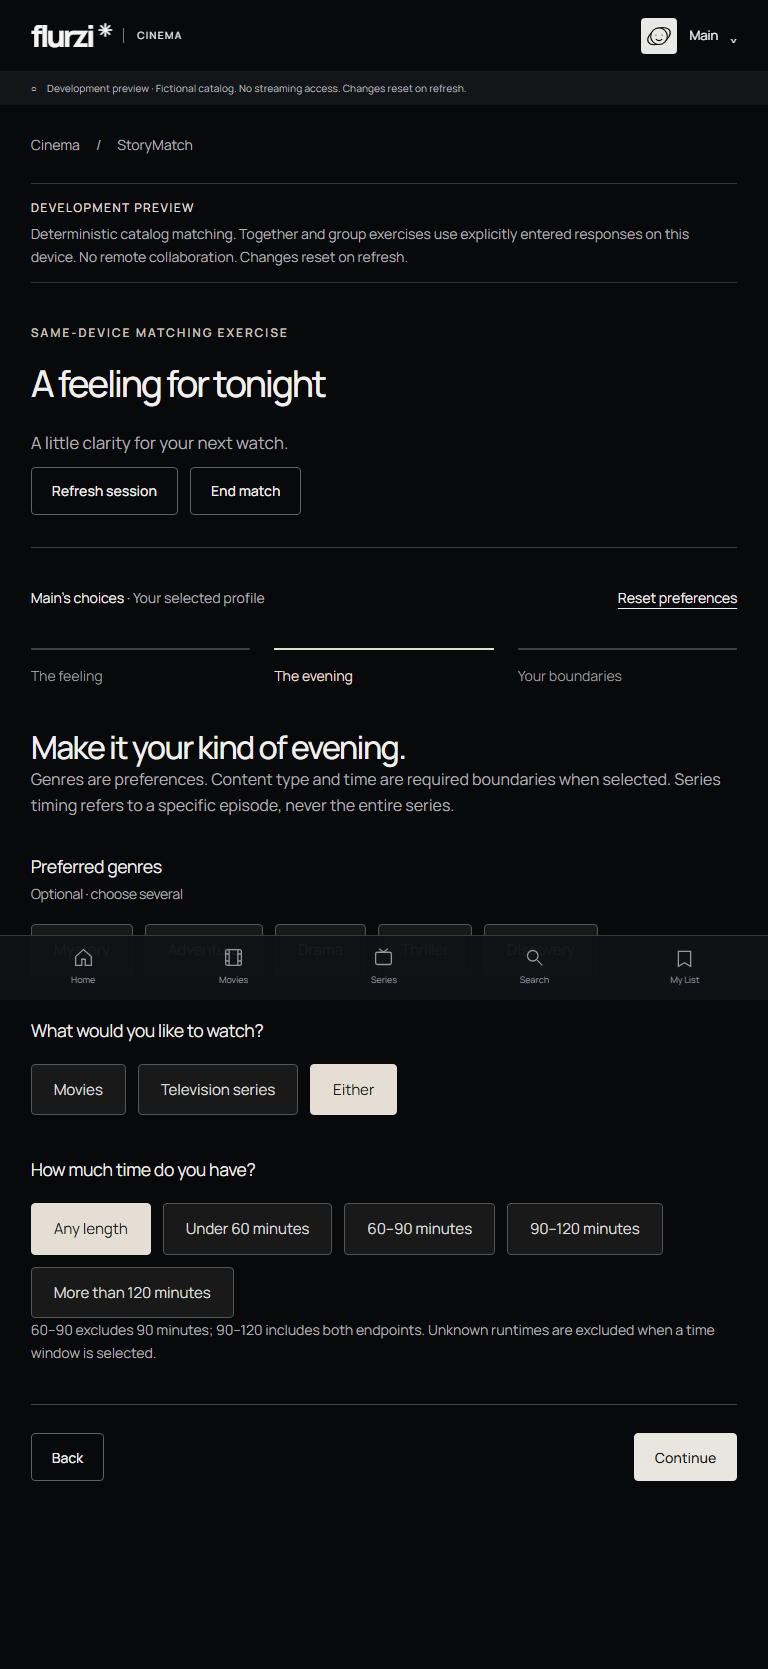 flurzi* CINEMA
Main
Development preview · Fictional catalog. No streaming access. Changes reset on refresh.
Cinema / StoryMatch
DEVELOPMENT PREVIEW
Deterministic catalog matching. Together and group exercises use explicitly entered responses on this
device. No remote collaboration. Changes reset on refresh.
SAME-DEVICE MATCHING EXERCISE
A feeling for tonight
A little clarity for your next watch.
Refresh session End match
Main's choices · Your selected profile Reset preferences
The feeling The evening Your boundaries
Make it your kind of evening.
Genres are preferences. Content type and time are required boundaries when selected. Series
timing refers to a specific episode, never the entire series.
Preferred genres
Optional · choose several
Mystery Adventure Drama Thriller Discovery
Home Movies Series Search My List
What would you like to watch?
Movies Television series Either
How much time do you have?
Any length Under 60 minutes 60–90 minutes 90–120 minutes
More than 120 minutes
60–90 excludes 90 minutes; 90–120 includes both endpoints. Unknown runtimes are excluded when a time
window is selected.
Back Continue